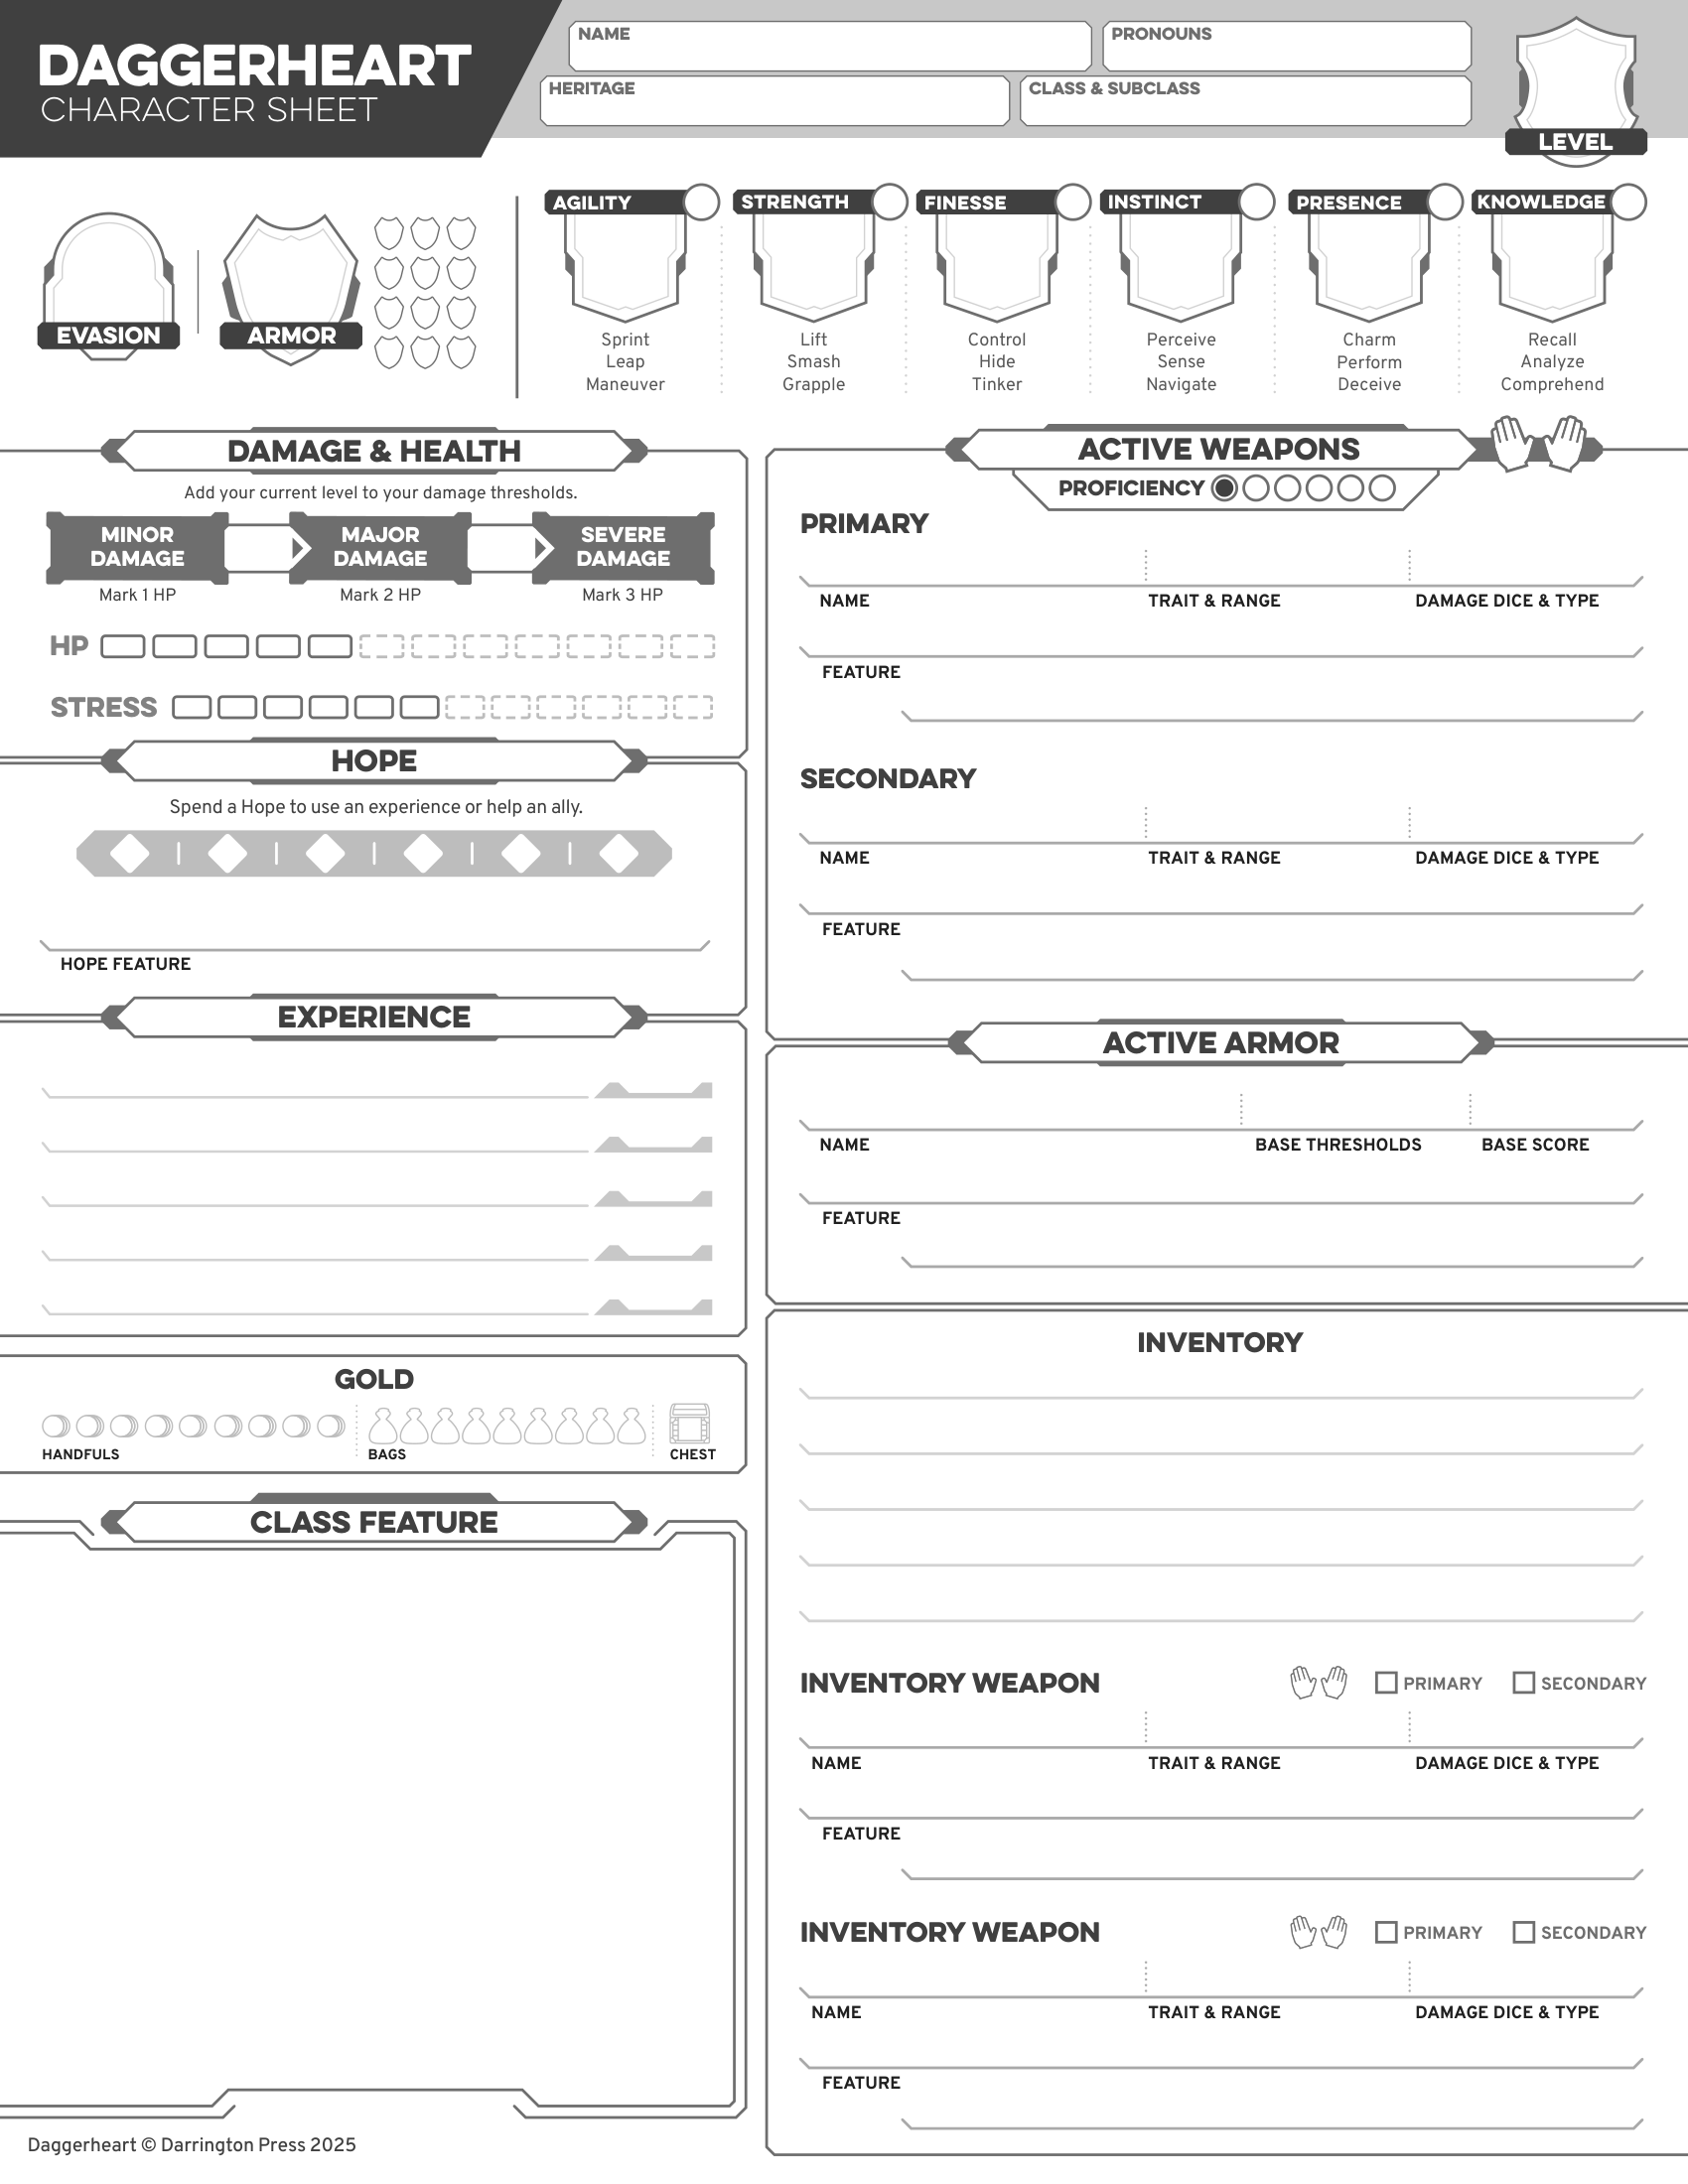 DAGGERHEART
CHARACTER SHEET
NAME
PRONOUNS
HERITAGE
CLASS & SUBCLASS
LEVEL
EVASION
ARMOR
AGILITY
Sprint
Leap
Maneuver
STRENGTH
Lift
Smash
Grapple
FINESSE
Control
Hide
Tinker
INSTINCT
Perceive
Sense
Navigate
PRESENCE
Charm
Perform
Deceive
KNOWLEDGE
Recall
Analyze
Comprehend
DAMAGE & HEALTH
Add your current level to your damage thresholds.
MINOR
DAMAGE
Mark 1 HP
MAJOR
DAMAGE
Mark 2 HP
SEVERE
DAMAGE
Mark 3 HP
HP
STRESS
HOPE
Spend a Hope to use an experience or help an ally.
HOPE FEATURE
EXPERIENCE
GOLD
HANDFULS
BAGS
CHEST
CLASS FEATURE
Daggerheart © Darrington Press 2025
ACTIVE WEAPONS
PROFICIENCY
PRIMARY
NAME
TRAIT & RANGE
DAMAGE DICE & TYPE
FEATURE
SECONDARY
NAME
TRAIT & RANGE
DAMAGE DICE & TYPE
FEATURE
ACTIVE ARMOR
NAME
BASE THRESHOLDS
BASE SCORE
FEATURE
INVENTORY
INVENTORY WEAPON
PRIMARY
SECONDARY
NAME
TRAIT & RANGE
DAMAGE DICE & TYPE
FEATURE
INVENTORY WEAPON
PRIMARY
SECONDARY
NAME
TRAIT & RANGE
DAMAGE DICE & TYPE
FEATURE